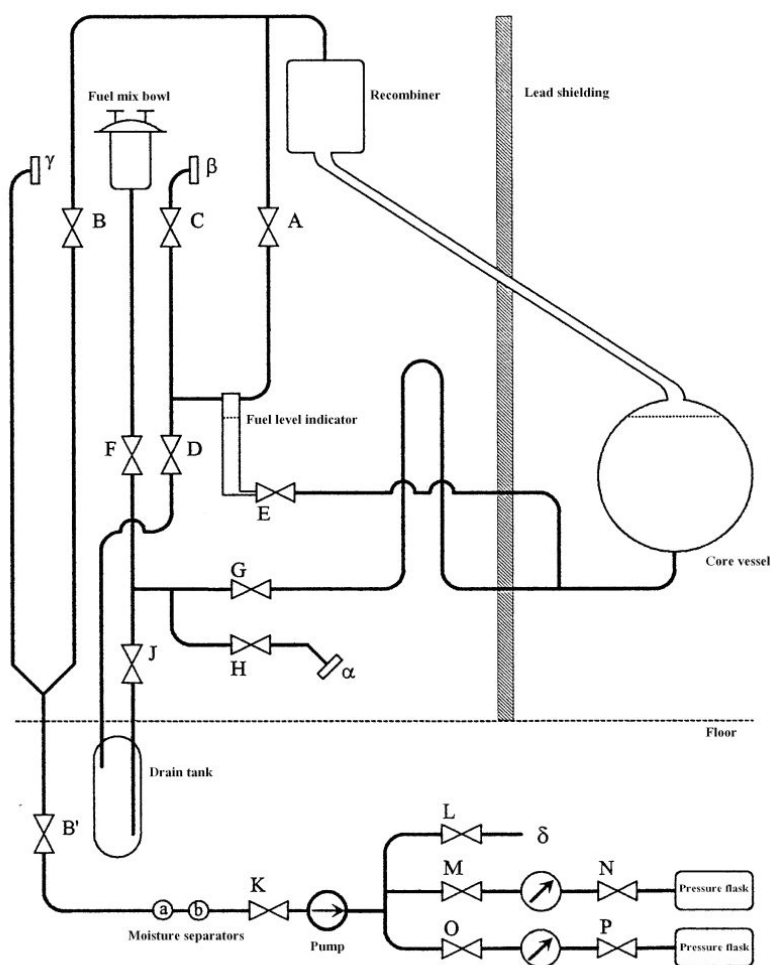 Fuel mix bowl
Recombiner
Lead shielding
γ
β
B
C
A
Fuel level indicator
F
D
E
Core vessel
G
J
H
α
Floor
Drain tank
B'
L
δ
K
M
N
Pressure flask
a
b
Moisture separators
Pump
O
P
Pressure flask